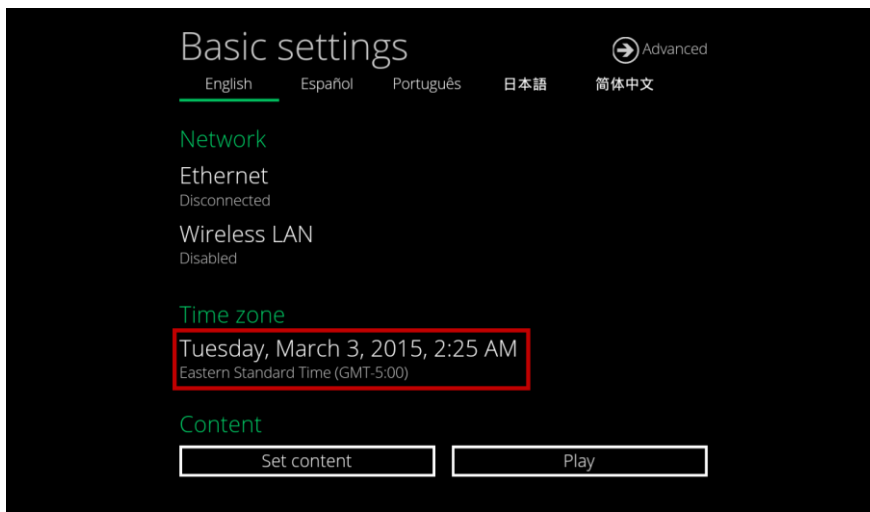 Basic settings
Advanced
English Español Português 日本語 简体中文
Network
Ethernet
Disconnected
Wireless LAN
Disabled
Time zone
Tuesday, March 3, 2015, 2:25 AM
Eastern Standard Time (GMT-5:00)
Content
Set content Play